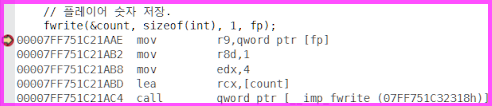 // 플레이어 숫자 저장.
fwrite(&count, sizeof(int), 1, fp);
00007FF751C21AAE mov r9,qword ptr [fp]
00007FF751C21AB2 mov r8d,1
00007FF751C21AB8 mov edx,4
00007FF751C21ABD lea rcx,[count]
00007FF751C21AC4 call qword ptr [__imp_fwrite (07FF751C32318h)]